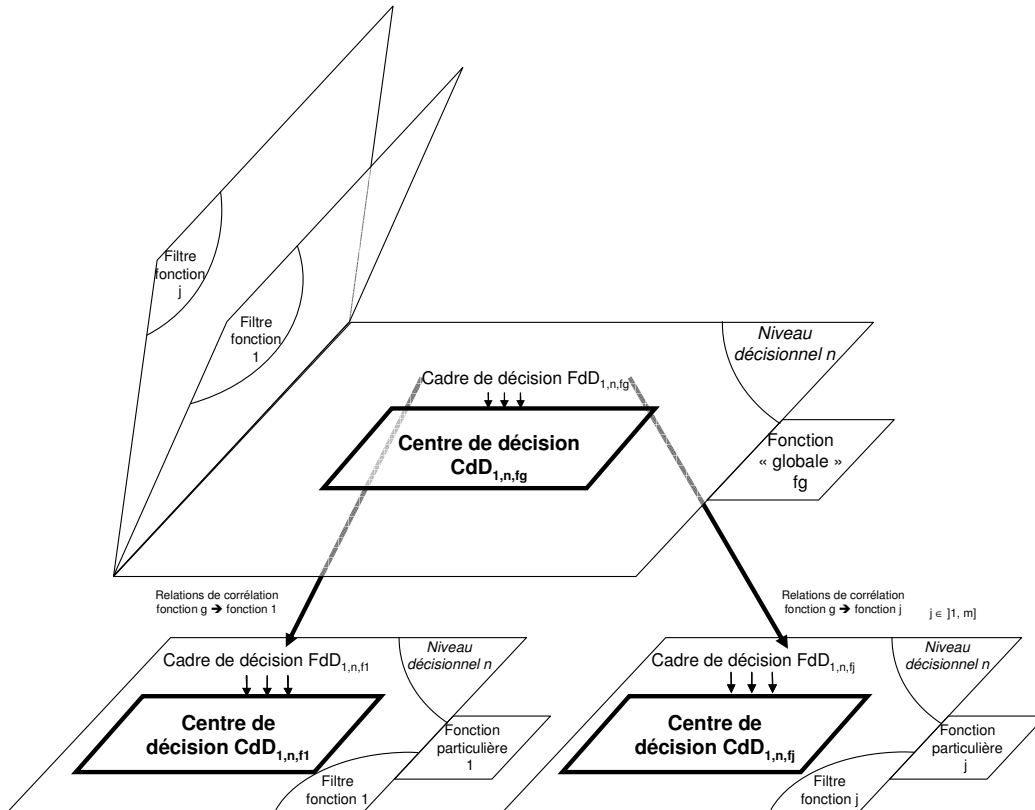 Filtre
fonction
j
Filtre
fonction
1
Niveau
décisionnel n
Cadre de décision FdD1,n,fg
Centre de décision
CdD1,n,fg
Fonction
« globale »
fg
Relations de corrélation
fonction g ➔ fonction 1
Relations de corrélation
fonction g ➔ fonction j
j ∈ ]1, m]
Niveau
décisionnel n
Cadre de décision FdD1,n,f1
Centre de
décision CdD1,n,f1
Fonction
particulière
1
Filtre
fonction 1
Niveau
décisionnel n
Cadre de décision FdD1,n,fj
Centre de
décision CdD1,n,fj
Fonction
particulière
j
Filtre
fonction j